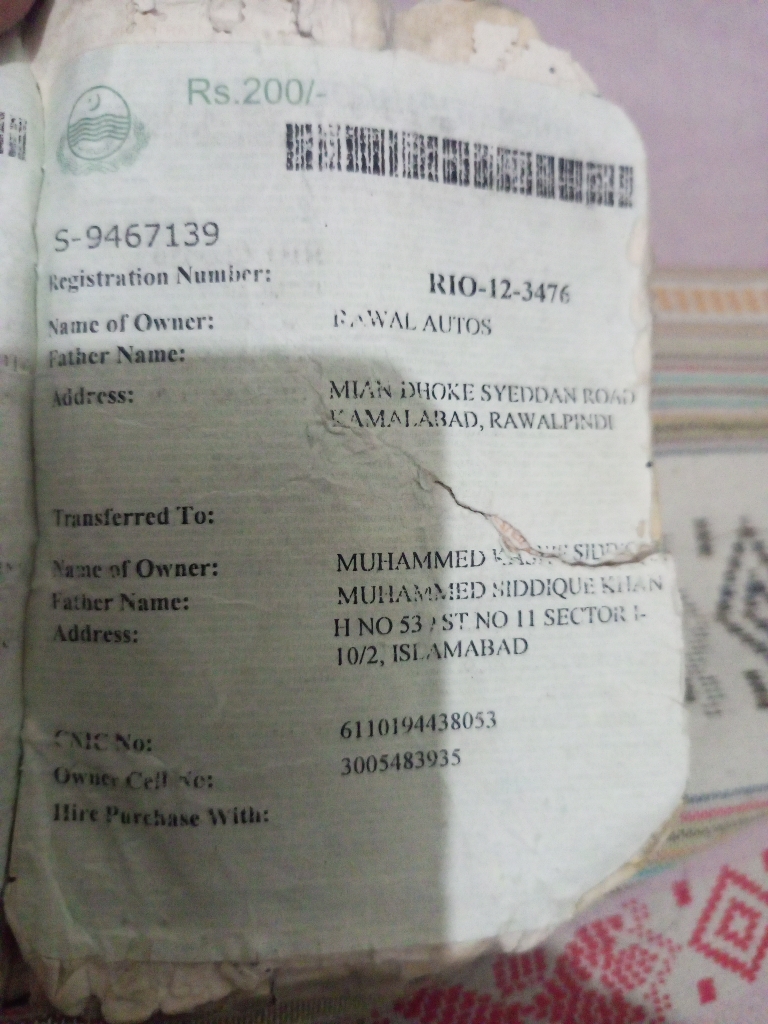 Rs.200/-
S-9467139
Registration Number: RIO-12-3476
Name of Owner: RAWAL AUTOS
Father Name:
Address: MIAN DHOKE SYEDDAN ROAD
KAMALABAD, RAWALPINDI
Transferred To:
Name of Owner: MUHAMMED
Father Name: MUHAMMED SIDDIQUE KHAN
Address: H NO 53 ST NO 11 SECTOR I-
10/2, ISLAMABAD
CNIC No: 6110194438053
Owner Cell No: 3005483935
Hire Purchase With: